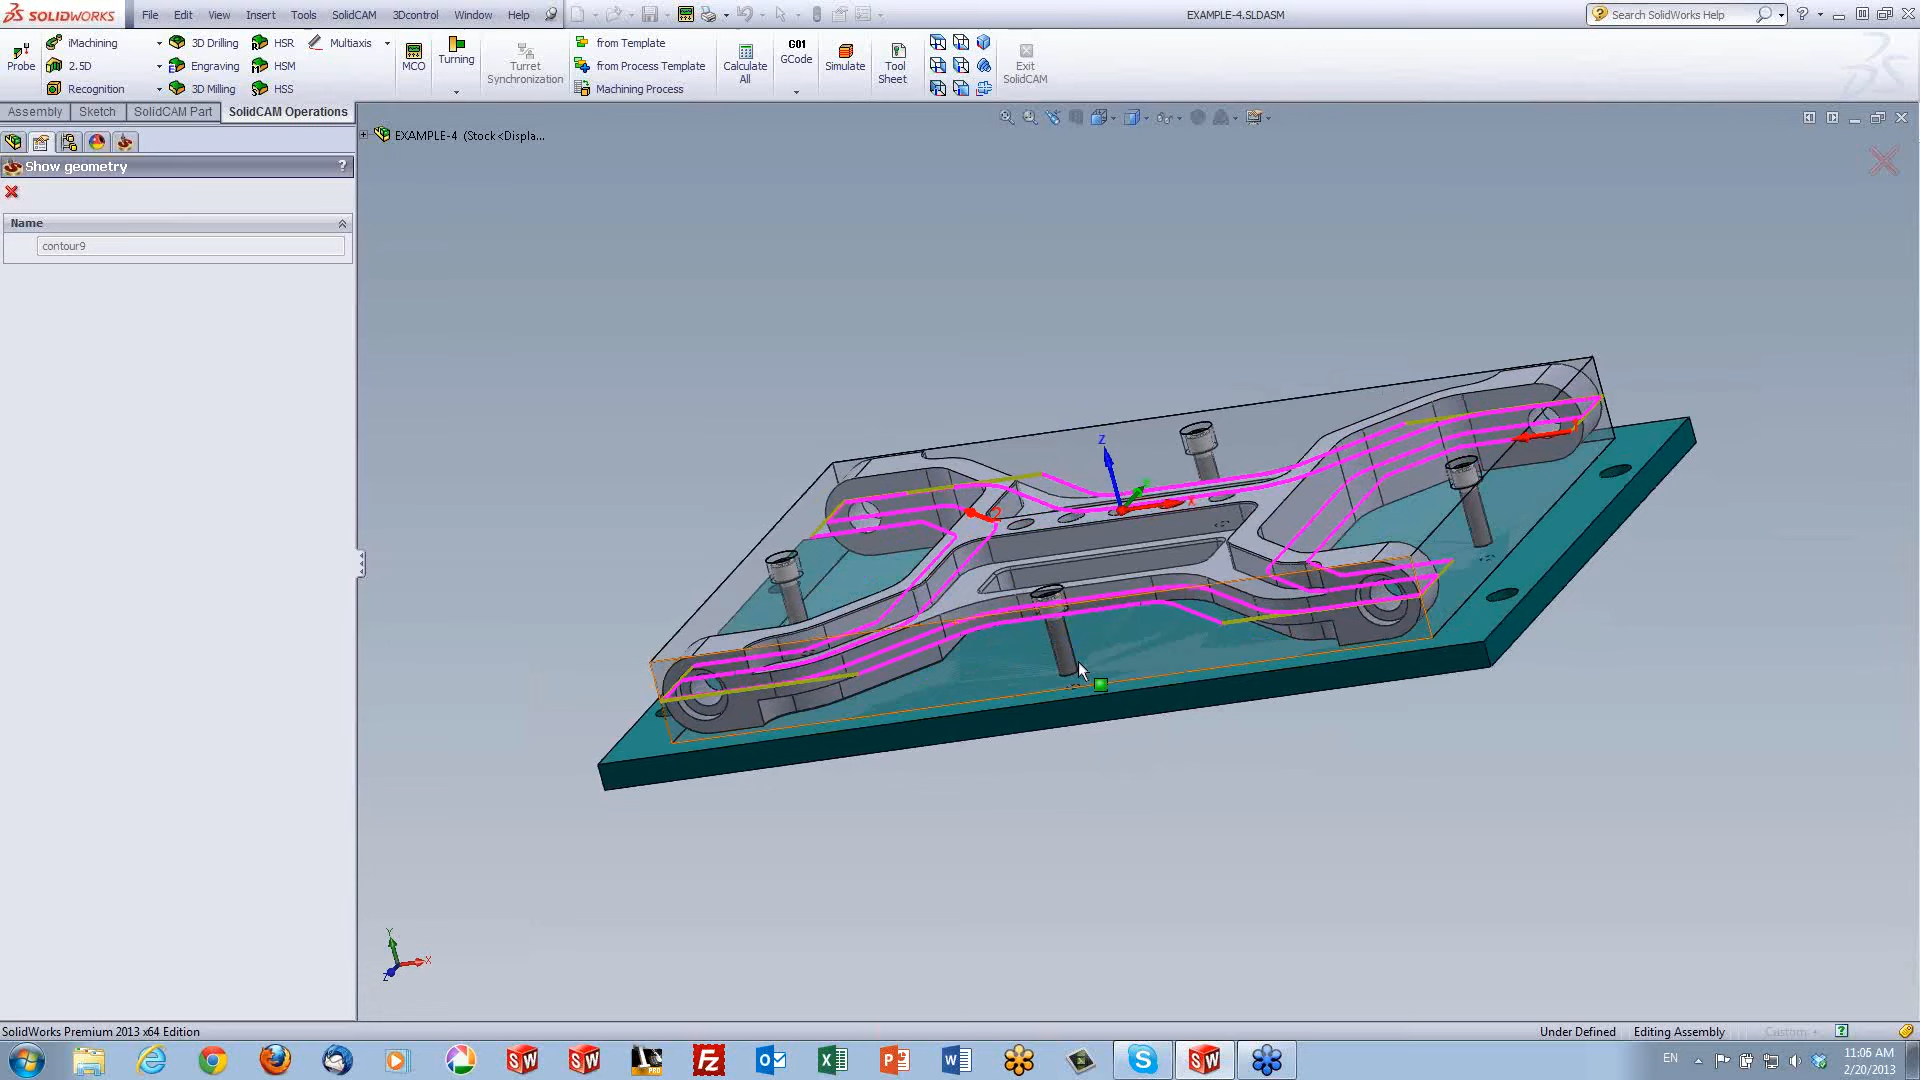 SOLIDWORKS File Edit View Insert Tools SolidCAM 3Dcontrol Window Help EXAMPLE-4.SLDASM Search SolidWorks Help
Probe iMachining 3D Drilling HSR Multiaxis MCO Turning Turret Synchronization from Template Calculate All G01 GCode Simulate Tool Sheet Exit SolidCAM
2.5D Engraving HSM from Process Template
Recognition 3D Milling HSS Machining Process
Assembly Sketch SolidCAM Part SolidCAM Operations
EXAMPLE-4 (Stock<Displa...
Show geometry ?
Name
contour9
Z
X
2
Y
X
Z
SolidWorks Premium 2013 x64 Edition Under Defined Editing Assembly Custom
EN 11:05 AM
2/20/2013